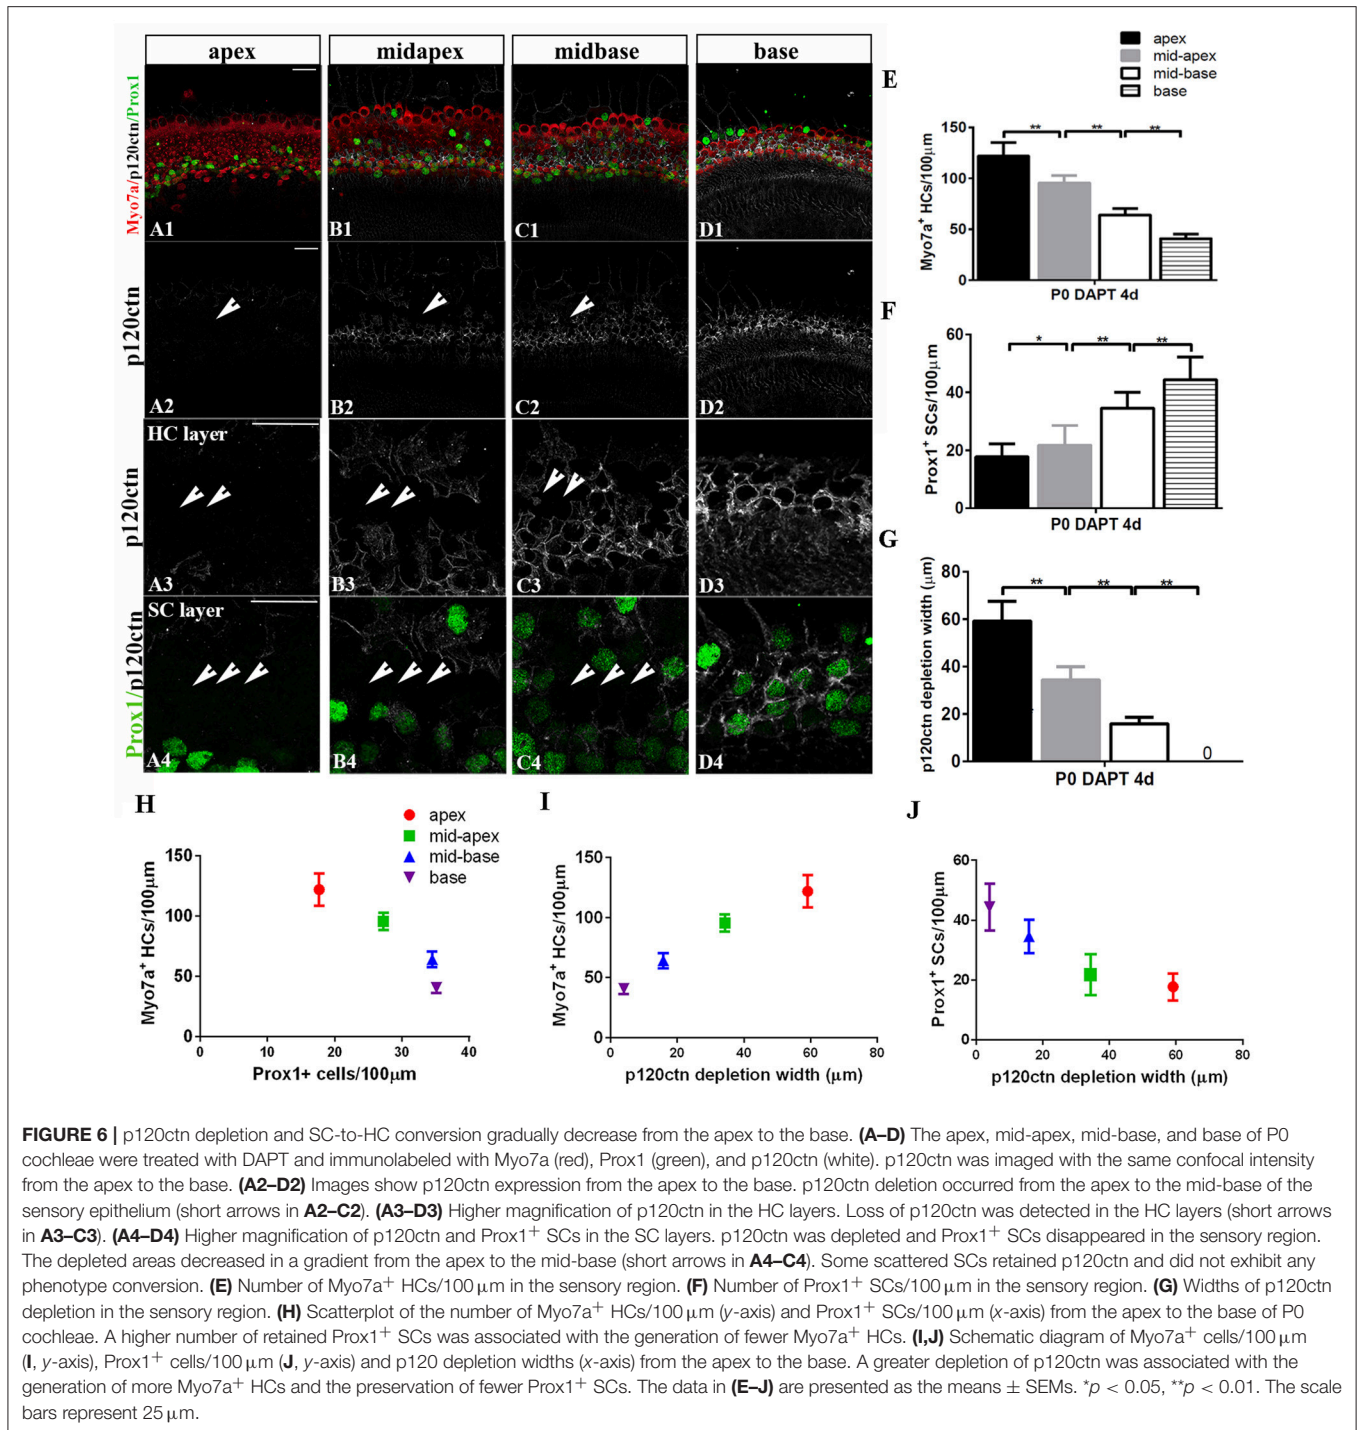 apex
midapex
midbase
base
Myo7a/p120ctn/Prox1
A1
B1
C1
D1
p120ctn
A2
B2
C2
D2
p120ctn
HC layer
A3
B3
C3
D3
Prox1/p120ctn
SC layer
A4
B4
C4
D4
apex
mid-apex
mid-base
base
E
Myo7a+ HCs/100μm
150
100
50
0
**
**
**
P0 DAPT 4d
F
Prox1+ SCs/100μm
60
40
20
0
*
**
**
P0 DAPT 4d
G
p120ctn depletion width (μm)
80
60
40
20
0
**
**
**
0
P0 DAPT 4d
H
apex
mid-apex
mid-base
base
Myo7a+ HCs/100μm
150
100
50
0
0 10 20 30 40
Prox1+ cells/100μm
I
Myo7a+ HCs/100μm
150
100
50
0
0 20 40 60 80
p120ctn depletion width (μm)
J
Prox1+ SCs/100μm
60
40
20
0
0 20 40 60 80
p120ctn depletion width (μm)
FIGURE 6 | p120ctn depletion and SC-to-HC conversion gradually decrease from the apex to the base. (A–D) The apex, mid-apex, mid-base, and base of P0
cochleae were treated with DAPT and immunolabeled with Myo7a (red), Prox1 (green), and p120ctn (white). p120ctn was imaged with the same confocal intensity
from the apex to the base. (A2–D2) Images show p120ctn expression from the apex to the base. p120ctn deletion occurred from the apex to the mid-base of the
sensory epithelium (short arrows in A2–C2). (A3–D3) Higher magnification of p120ctn in the HC layers. Loss of p120ctn was detected in the HC layers (short arrows
in A3–C3). (A4–D4) Higher magnification of p120ctn and Prox1+ SCs in the SC layers. p120ctn was depleted and Prox1+ SCs disappeared in the sensory region.
The depleted areas decreased in a gradient from the apex to the mid-base (short arrows in A4–C4). Some scattered SCs retained p120ctn and did not exhibit any
phenotype conversion. (E) Number of Myo7a+ HCs/100 μm in the sensory region. (F) Number of Prox1+ SCs/100 μm in the sensory region. (G) Widths of p120ctn
depletion in the sensory region. (H) Scatterplot of the number of Myo7a+ HCs/100 μm (y-axis) and Prox1+ SCs/100 μm (x-axis) from the apex to the base of P0
cochleae. A higher number of retained Prox1+ SCs was associated with the generation of fewer Myo7a+ HCs. (I,J) Schematic diagram of Myo7a+ cells/100 μm
(I, y-axis), Prox1+ cells/100 μm (J, y-axis) and p120 depletion widths (x-axis) from the apex to the base. A greater depletion of p120ctn was associated with the
generation of more Myo7a+ HCs and the preservation of fewer Prox1+ SCs. The data in (E–J) are presented as the means ± SEMs. *p < 0.05, **p < 0.01. The scale
bars represent 25 μm.